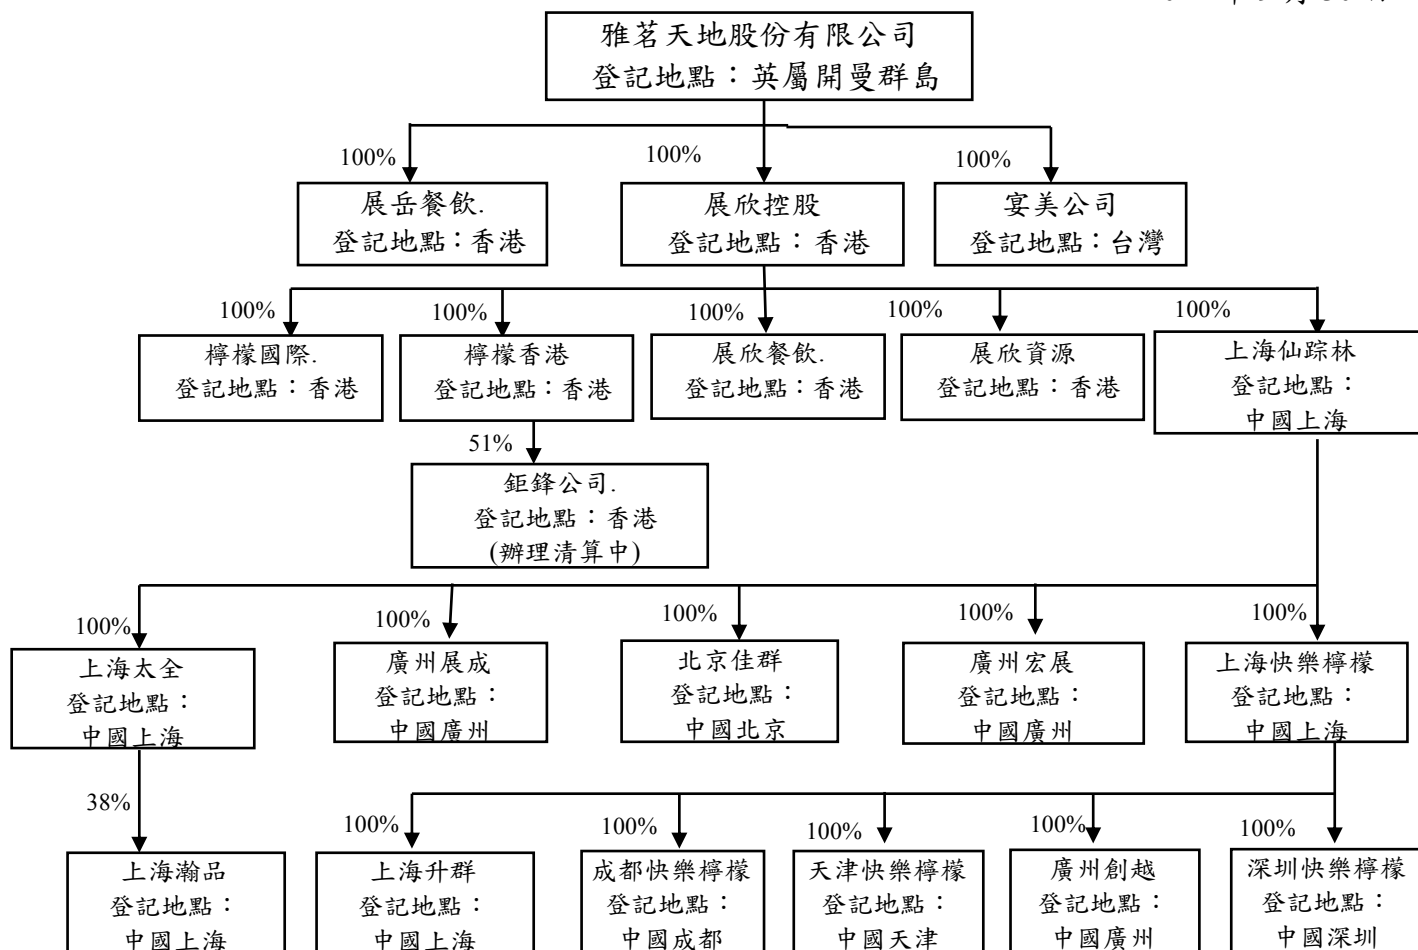 雅茗天地股份有限公司
登記地點：英屬開曼群島
100%
100%
100%
展岳餐飲.
登記地點：香港
展欣控股
登記地點：香港
宴美公司
登記地點：台灣
100%
100%
100%
100%
100%
檸檬國際.
登記地點：香港
檸檬香港
登記地點：香港
展欣餐飲.
登記地點：香港
展欣資源
登記地點：香港
上海仙踪林
登記地點：
中國上海
51%
鉅鋒公司.
登記地點：香港
(辦理清算中)
100%
100%
100%
100%
100%
上海太全
登記地點：
中國上海
廣州展成
登記地點：
中國廣州
北京佳群
登記地點：
中國北京
廣州宏展
登記地點：
中國廣州
上海快樂檸檬
登記地點：
中國上海
38%
100%
100%
100%
100%
100%
上海瀚品
登記地點：
中國上海
上海升群
登記地點：
中國上海
成都快樂檸檬
登記地點：
中國成都
天津快樂檸檬
登記地點：
中國天津
廣州創越
登記地點：
中國廣州
深圳快樂檸檬
登記地點：
中國深圳